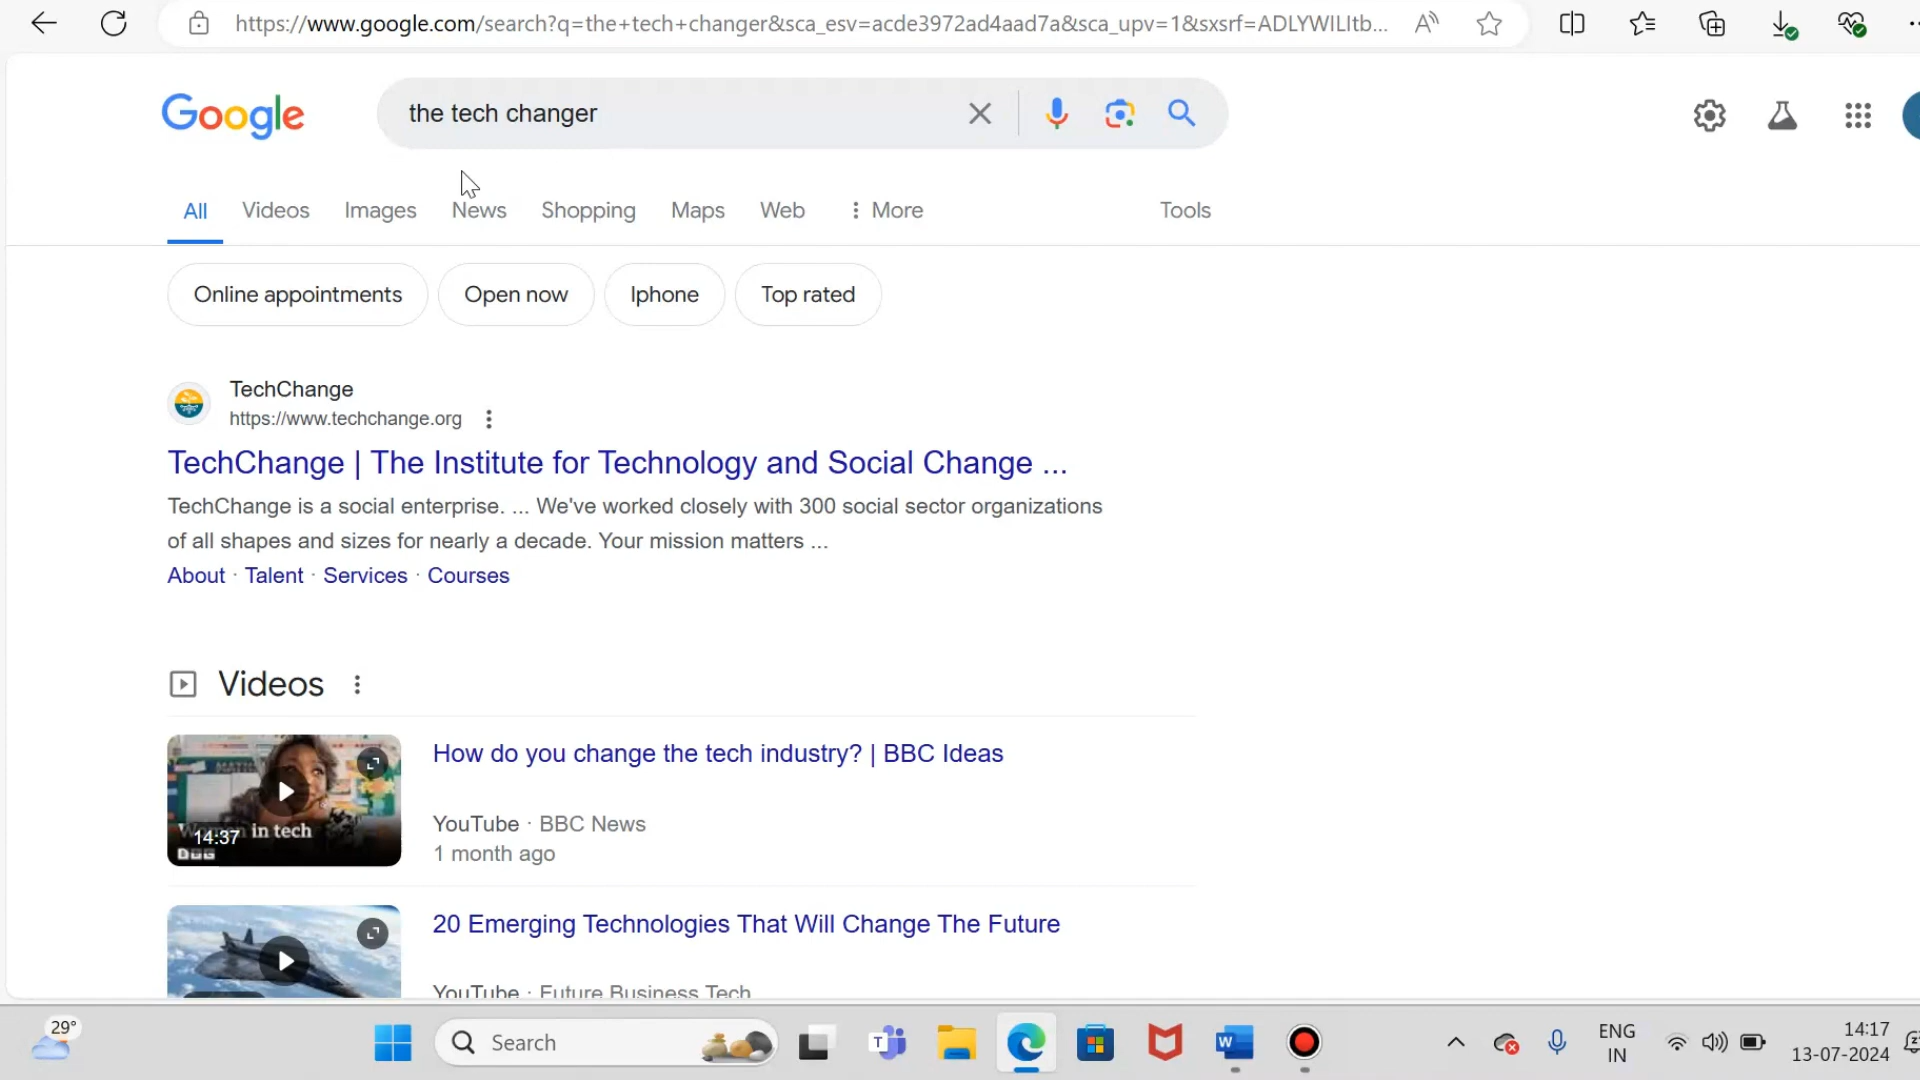 https://www.google.com/search?q=the+tech+changer&sca_esv=acde3972ad4aad7a&sca_upv=1&sxsrf=ADLYWILItb...
Google
the tech changer
All Videos Images News Shopping Maps Web More Tools
Online appointments Open now Iphone Top rated
TechChange
https://www.techchange.org
TechChange | The Institute for Technology and Social Change ...
TechChange is a social enterprise. ... We've worked closely with 300 social sector organizations
of all shapes and sizes for nearly a decade. Your mission matters ...
About · Talent · Services · Courses
Videos
How do you change the tech industry? | BBC Ideas
in tech
14:37
BBC
YouTube · BBC News
1 month ago
20 Emerging Technologies That Will Change The Future
YouTube · Future Business Tech
29°
Search
ENG
IN
14:17
13-07-2024